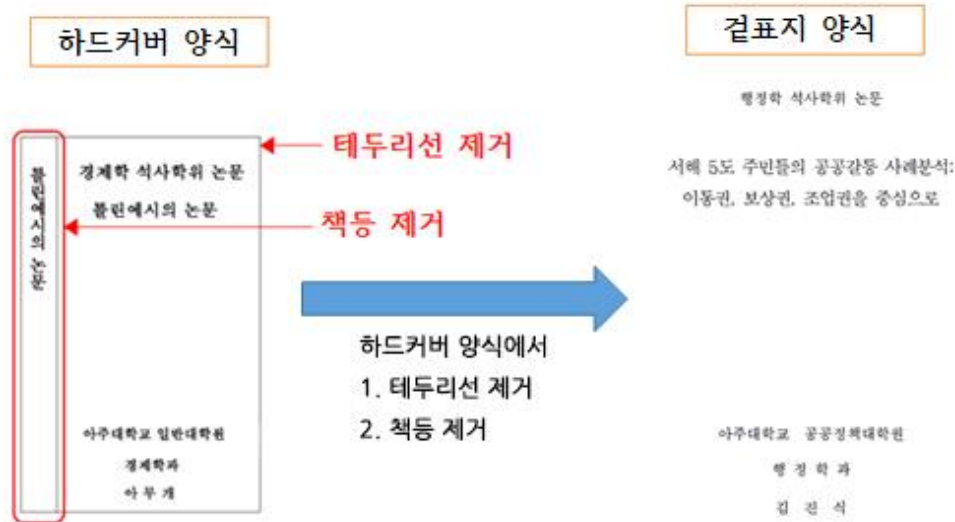 하드커버 양식
겉표지 양식
행정학 석사학위 논문
서해 5도 주민들의 공공갈등 사례분석:
이동권, 보상권, 조업권을 중심으로
테두리선 제거
책등 제거
틀린예시의 논문
경제학 석사학위 논문
틀린예시의 논문
하드커버 양식에서
1. 테두리선 제거
2. 책등 제거
아주대학교 일반대학원
경제학과
아 무 개
아주대학교 공공정책대학원
행 정 학 과
김 진 식